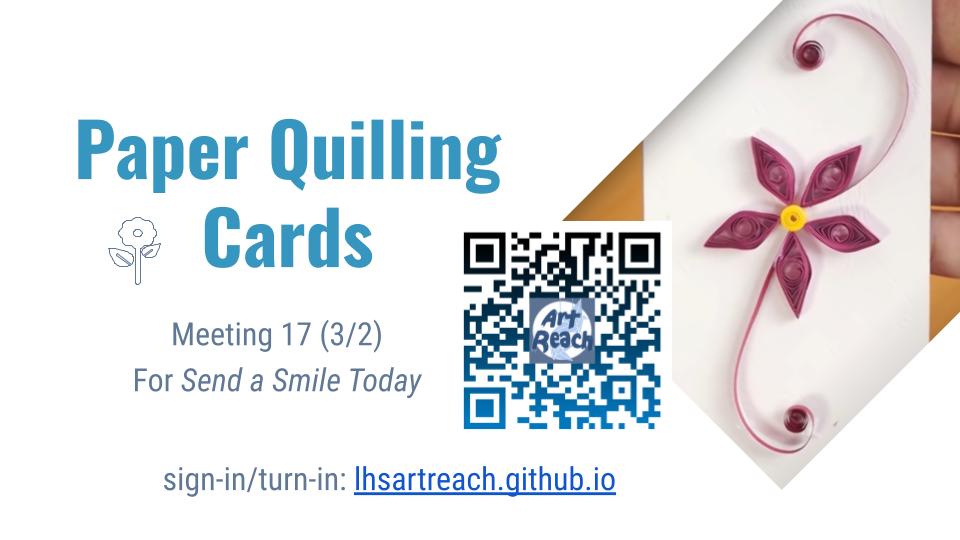 Paper Quilling
Cards
Meeting 17 (3/2)
For Send a Smile Today
Art
Reach
sign-in/turn-in: lhsartreach.github.io